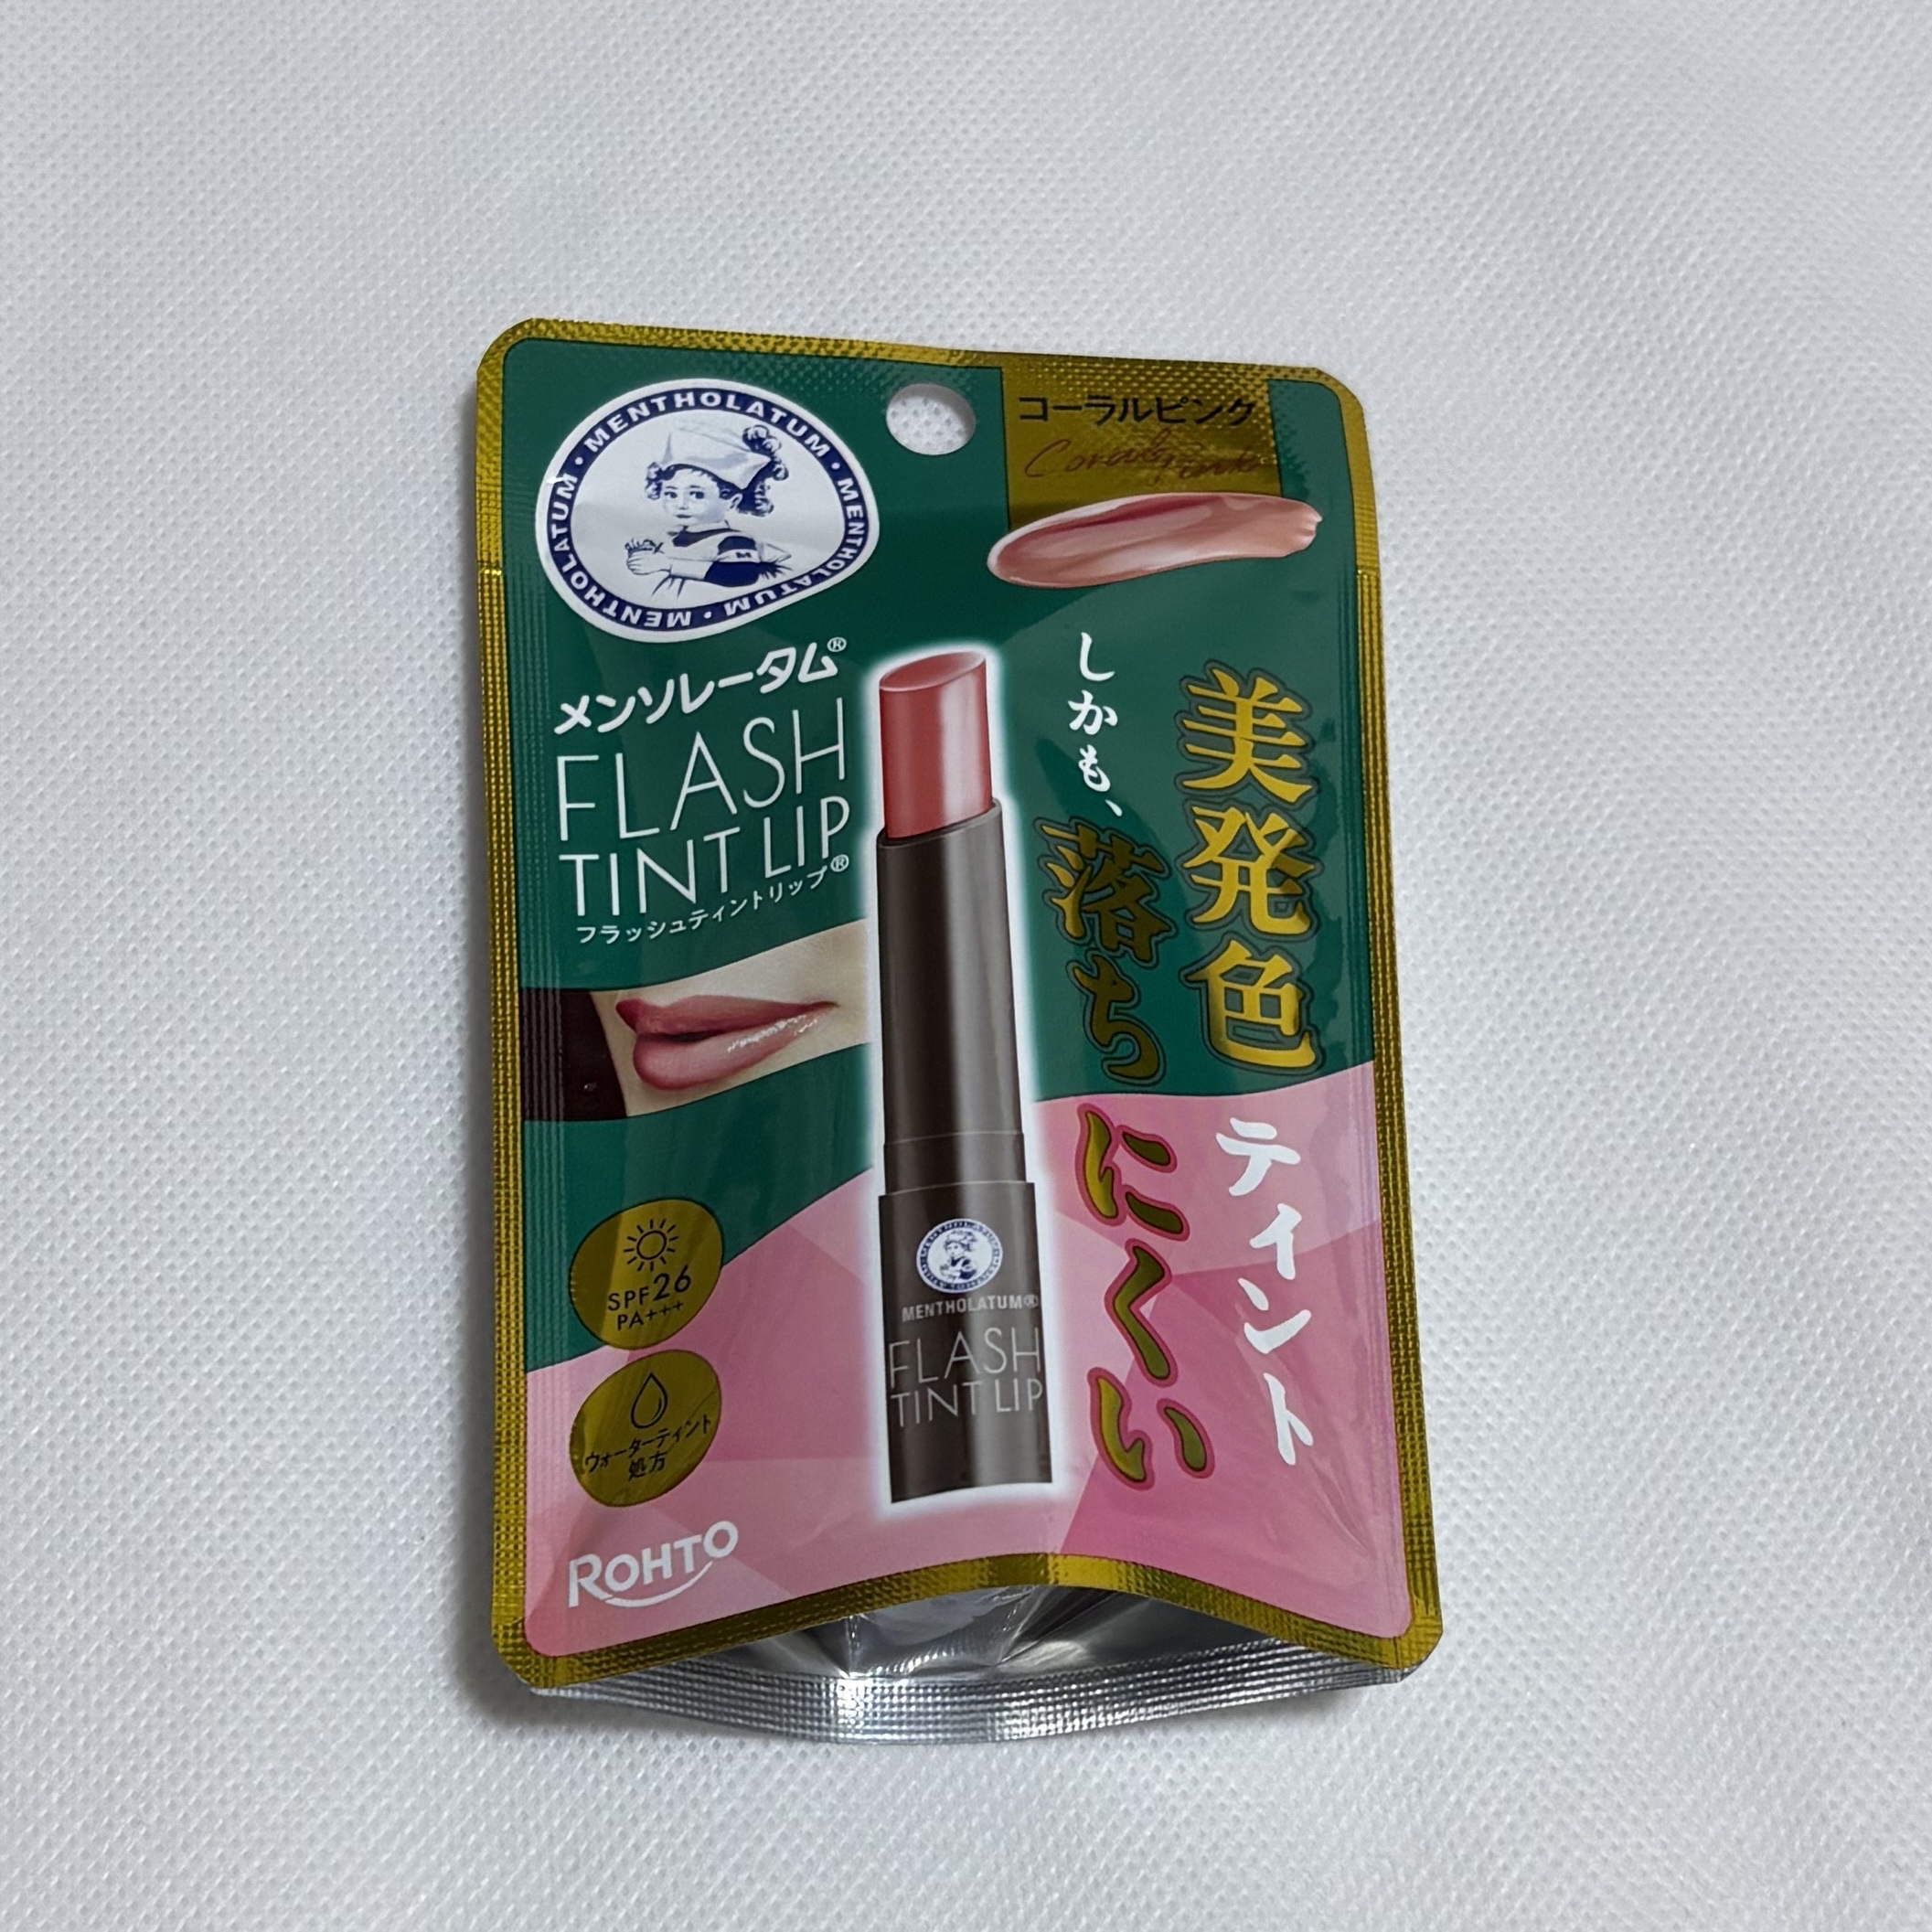 MENTHOLATUM • MENTHOLATUM • MENTHOLATUM • MENTHOLATUM •
コーラルピンク
Coral Pink
メンソレータム®
FLASH
TINT LIP
フラッシュティントリップ®
美発色
ティント
しかも、
落ちにくい
SPF26
PA+++
ウォーターティント
処方
MENTHOLATUM®
FLASH
TINT LIP
ROHTO